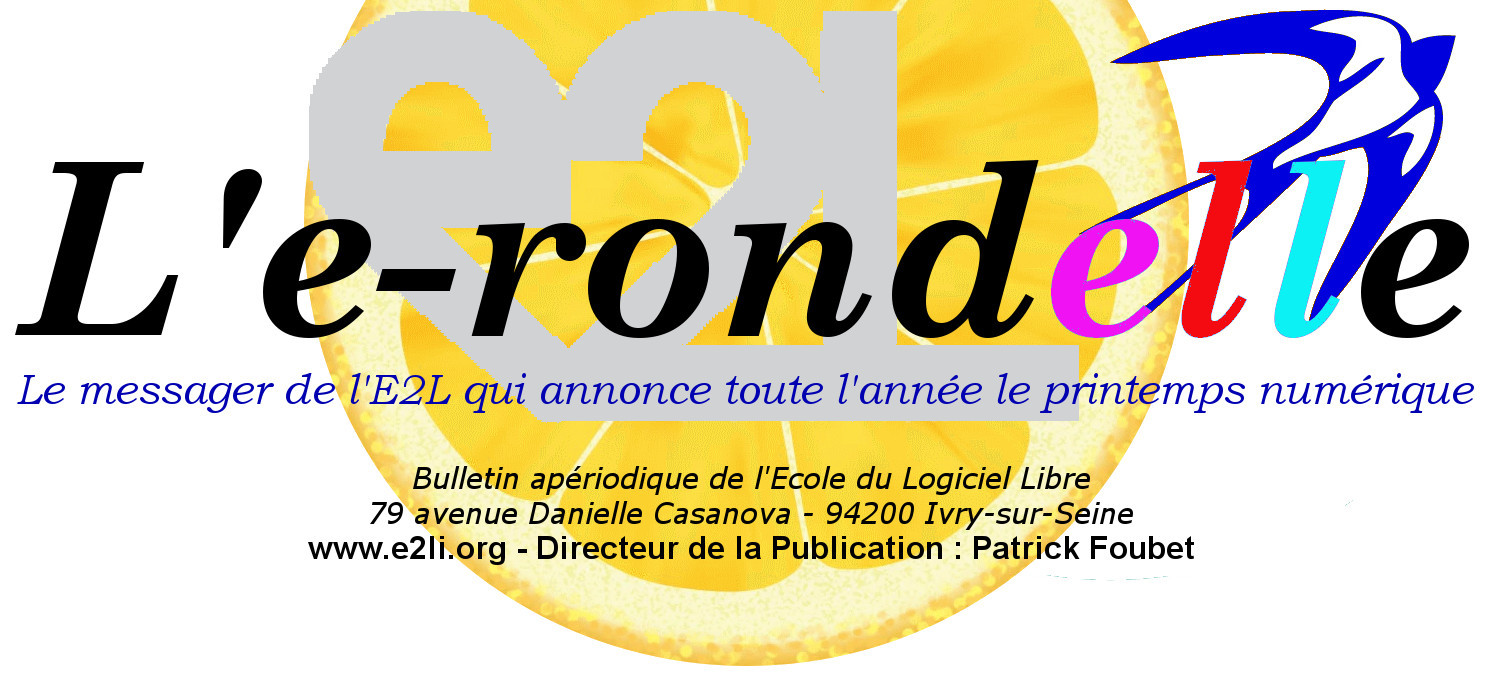 e2L
L'e-rondelle
Le messager de l'E2L qui annonce toute l'année le printemps numérique
Bulletin apériodique de l'Ecole du Logiciel Libre
79 avenue Danielle Casanova - 94200 Ivry-sur-Seine
www.e2li.org - Directeur de la Publication : Patrick Foubet